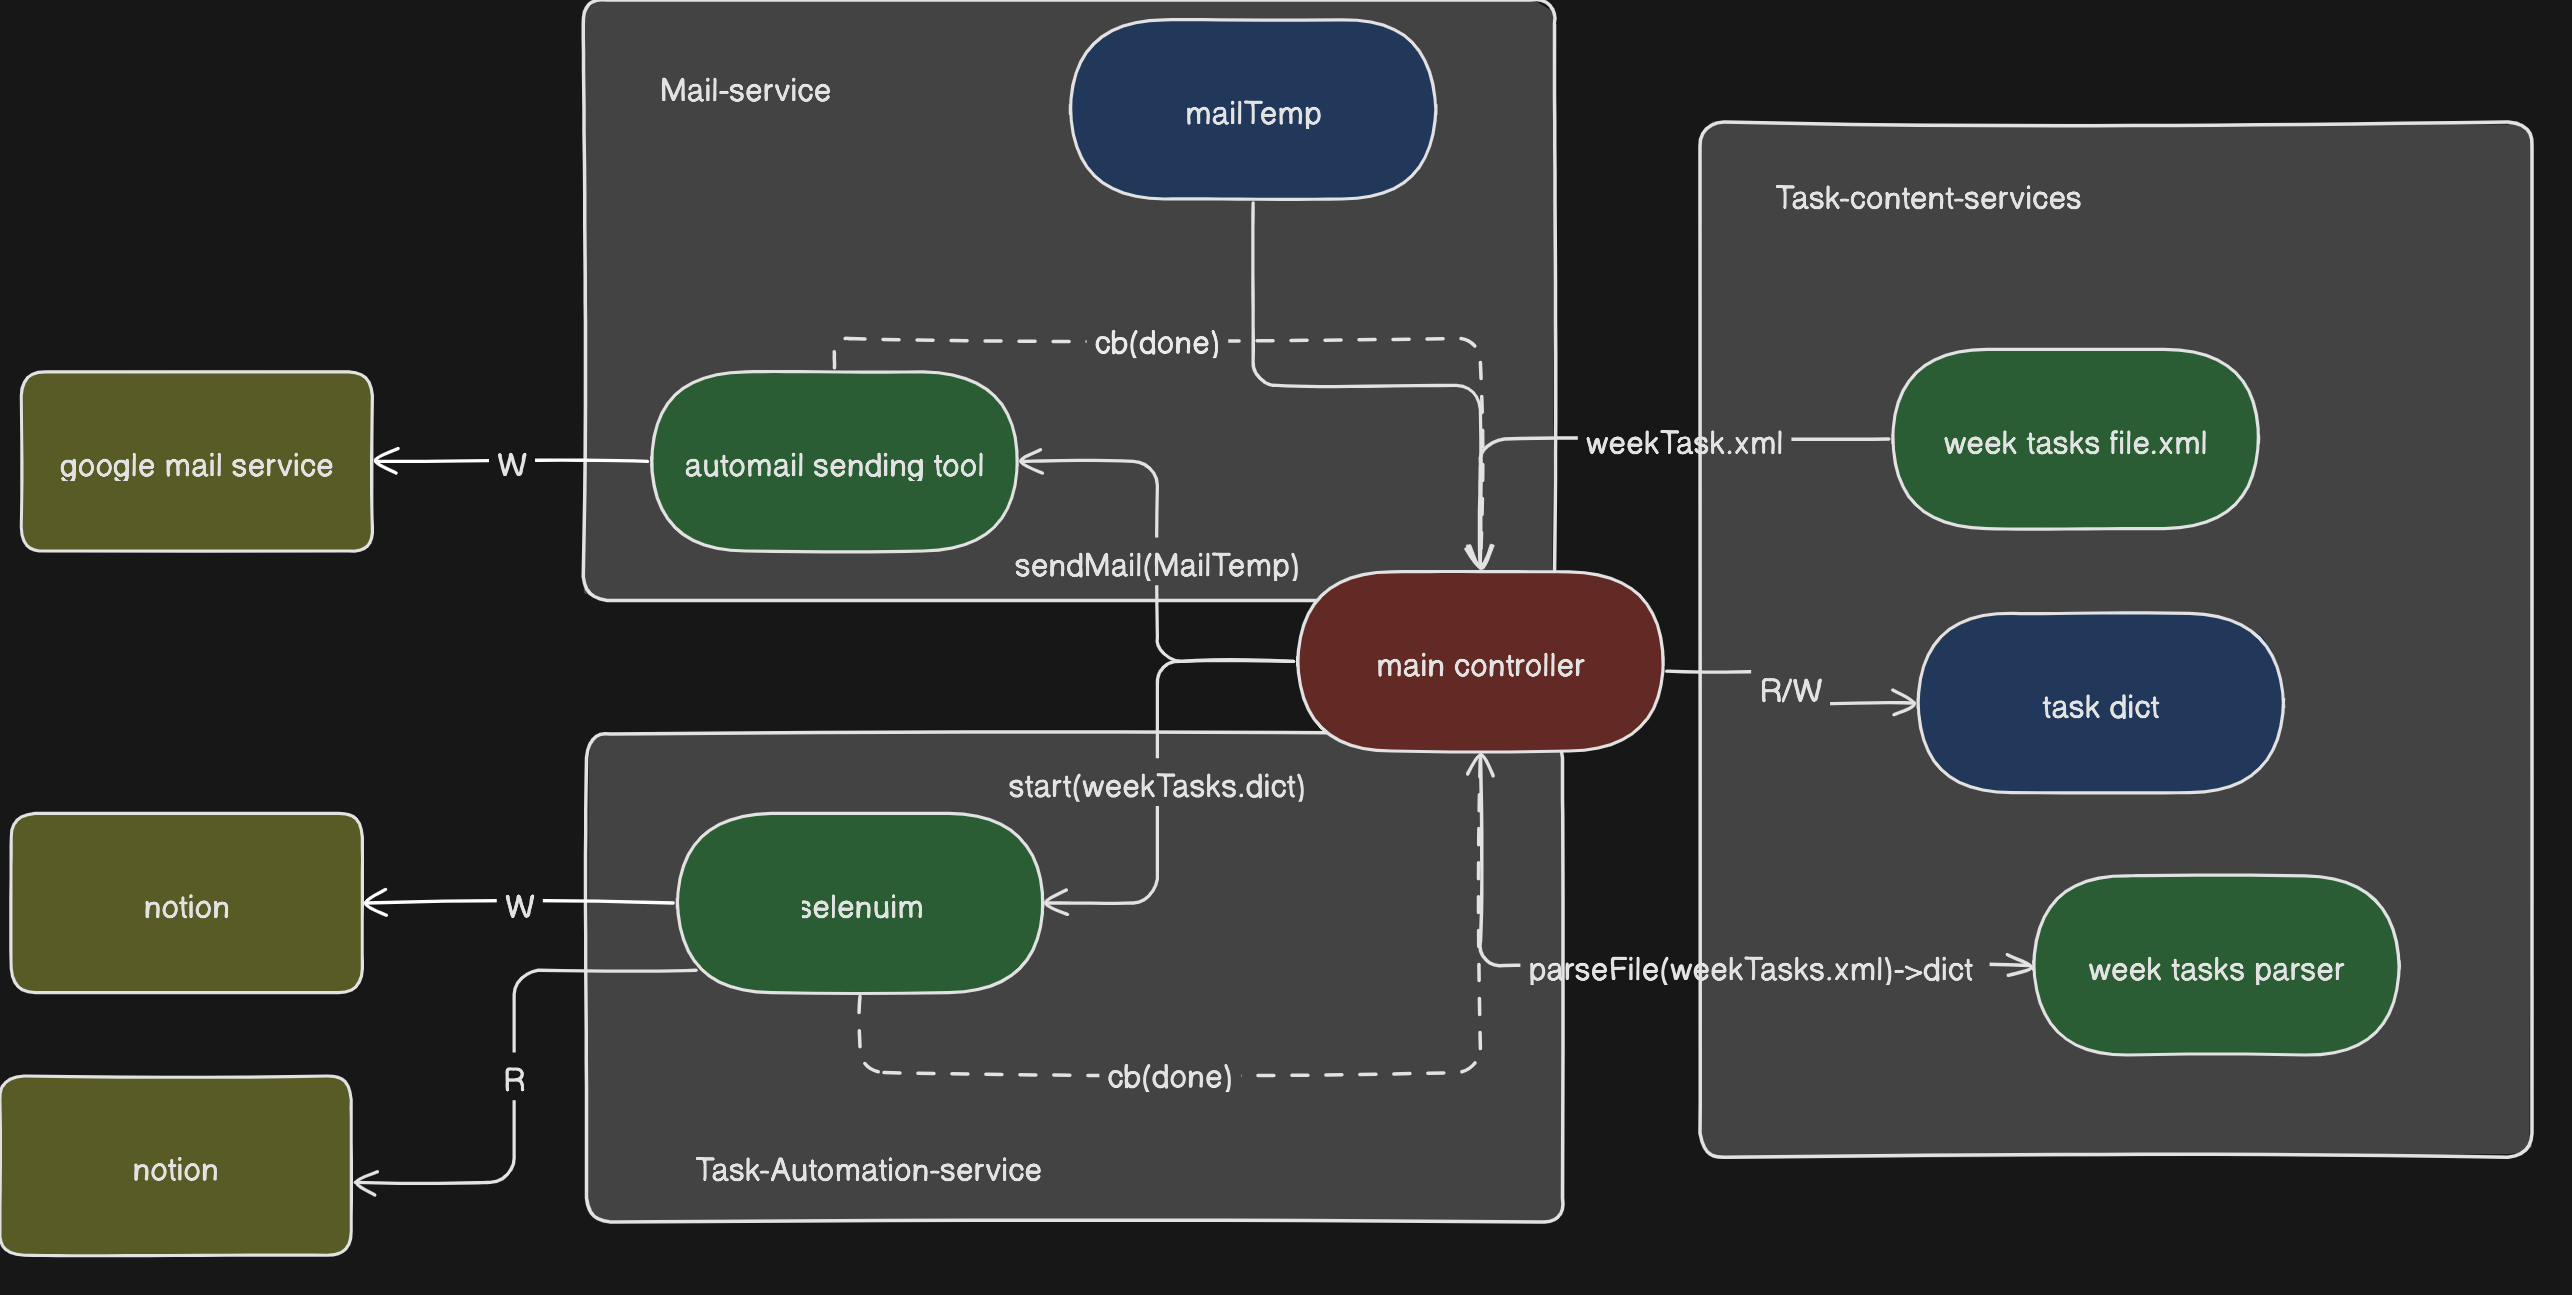 Mail-service
mailTemp
Task-content-services
cb(done)
google mail service
W
automail sending tool
weekTask.xml
week tasks file.xml
sendMail(MailTemp)
main controller
R/W
task dict
start(weekTasks.dict)
notion
W
selenuim
parseFile(weekTasks.xml)->dict
week tasks parser
R
cb(done)
notion
Task-Automation-service